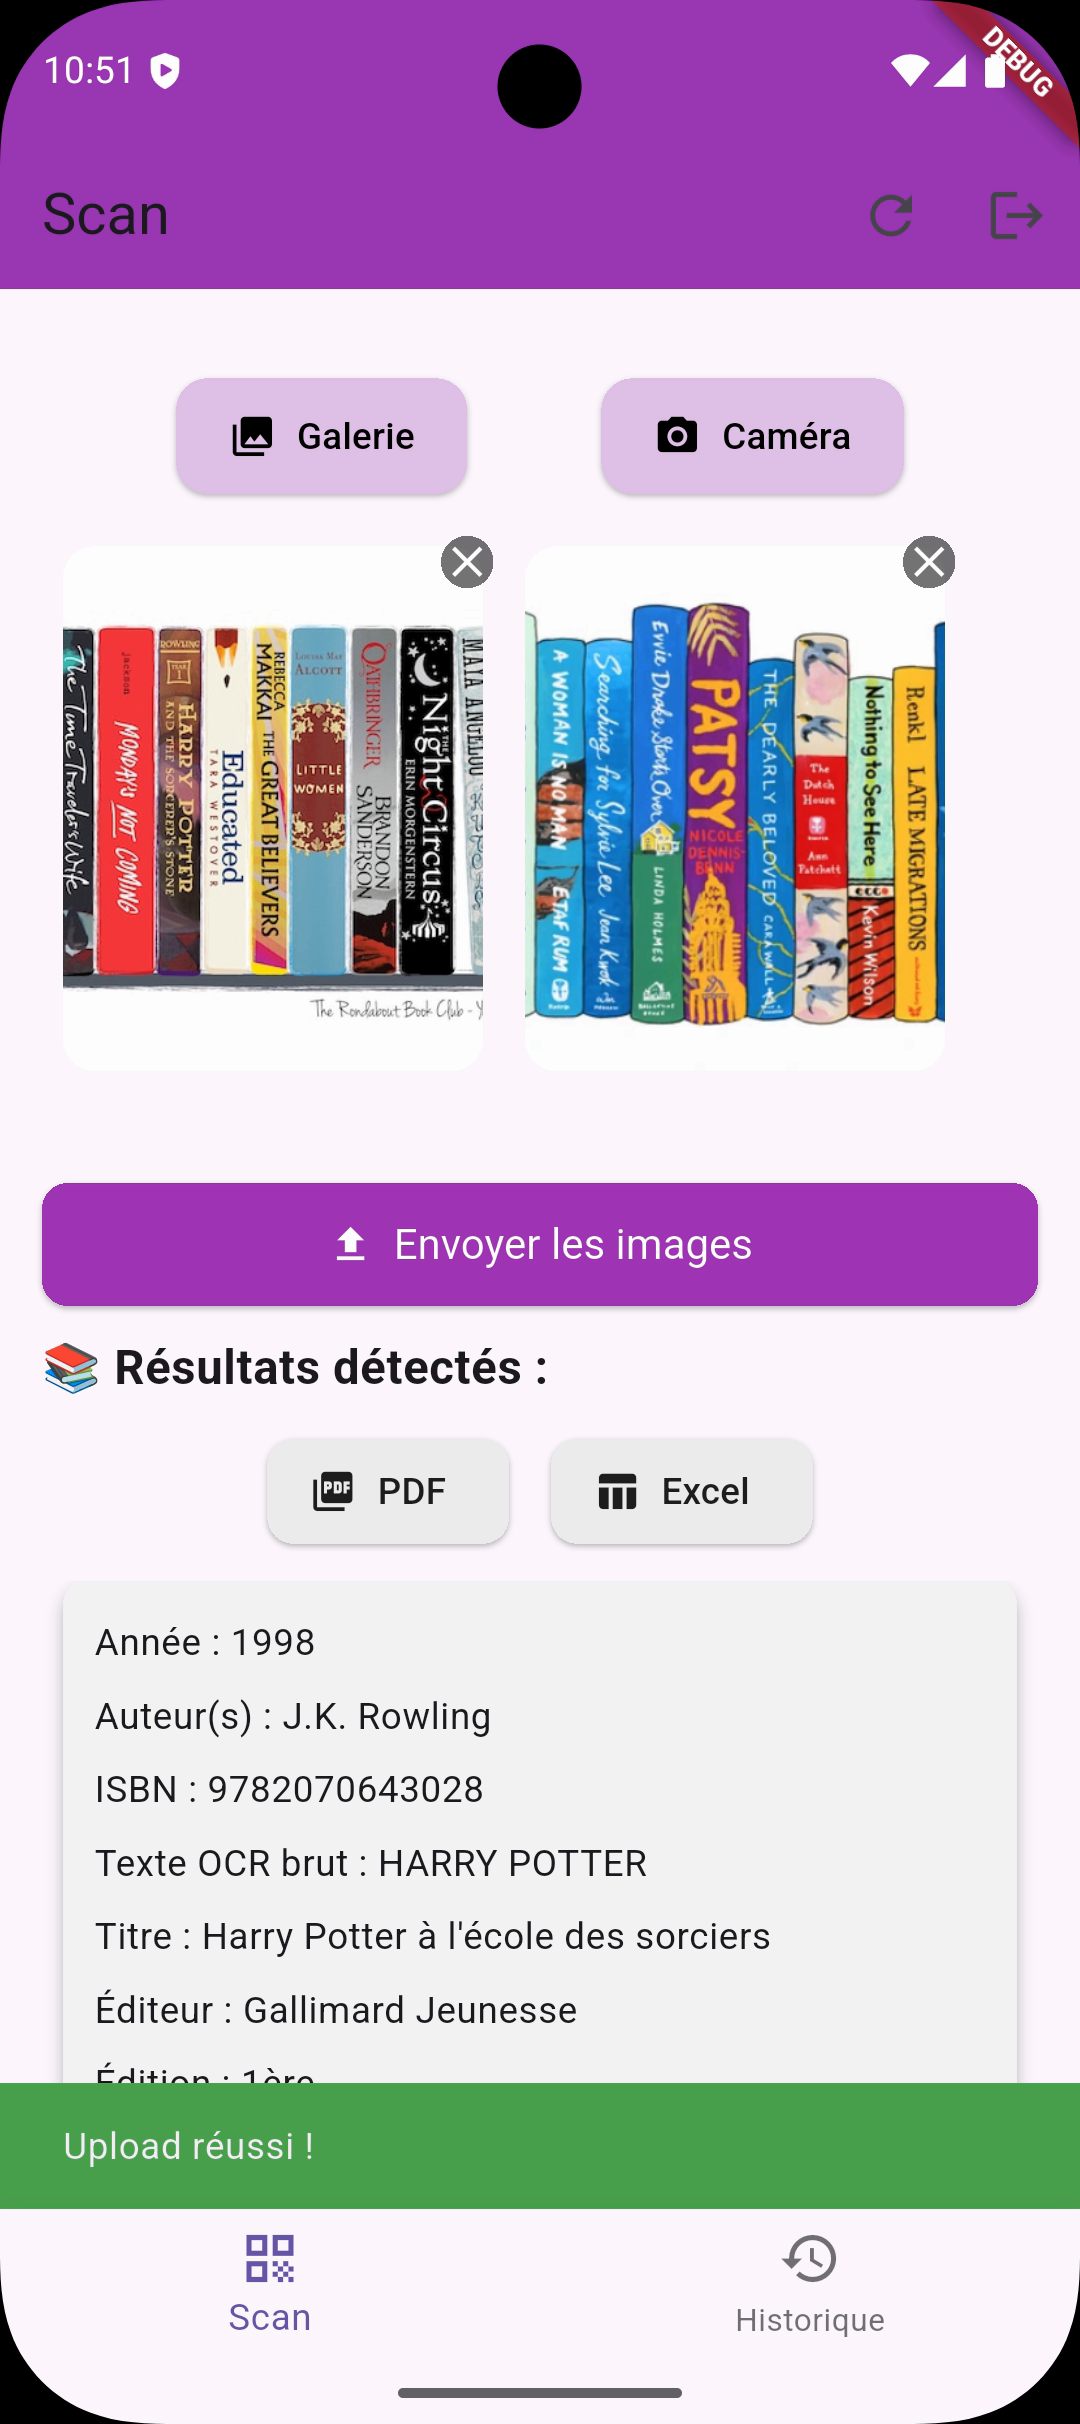 10:51
DEBUG
Scan
Galerie
Caméra
The Time Traveler's Wife
Jackson
MONDAY'S NOT COMING
ROWLING
YEAR
1
HARRY POTTER
AND THE SORCERER'S STONE
Educated
TARA WESTOVER
REBECCA
MAKKAI
THE GREAT BELIEVERS
LOUISA MAY
ALCOTT
LITTLE
WOMEN
OATHBRINGER
BRANDON
SANDERSON
THE
Night Circus
ERIN MORGENSTERN
MAYA ANGELOU
The Rondabout Book Club - Y
A WOMAN IS NO MAN
ETAF RUM
Searching for Sylvie Lee
Jean Kwok
Evvie Drake Starts Over
LINDA HOLMES
PATSY
NICOLE
DENNIS-
BENN
THE DEARLY BELOVED
CARA WALL
The
Dutch
House
Ann
Patchett
Nothing to See Here
Kevin Wilson
Renkl
LATE MIGRATIONS
Envoyer les images
Résultats détectés :
PDF
PDF
Excel
Année : 1998
Auteur(s) : J.K. Rowling
ISBN : 9782070643028
Texte OCR brut : HARRY POTTER
Titre : Harry Potter à l'école des sorciers
Éditeur : Gallimard Jeunesse
Édition : 1ère
Upload réussi !
Scan
Historique